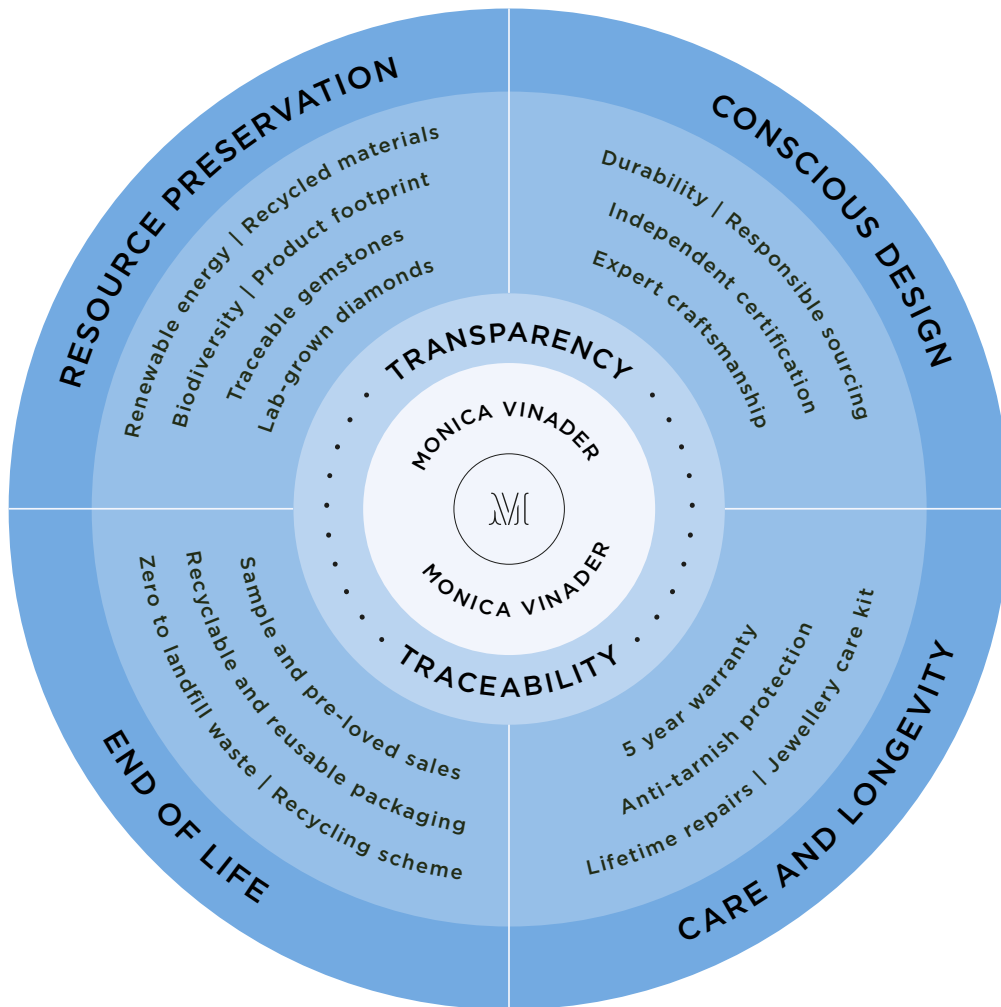 RESOURCE PRESERVATION
Renewable energy | Recycled materials
Biodiversity | Product footprint
Traceable gemstones
Lab-grown diamonds
CONSCIOUS DESIGN
Durability | Responsible sourcing
Independent certification
Expert craftsmanship
TRANSPARENCY
MONICA VINADER
M
MONICA VINADER
TRACEABILITY
Sample and pre-loved sales
Recyclable and reusable packaging
Zero to landfill waste | Recycling scheme
END OF LIFE
5 year warranty
Anti-tarnish protection
Lifetime repairs | Jewellery care kit
CARE AND LONGEVITY